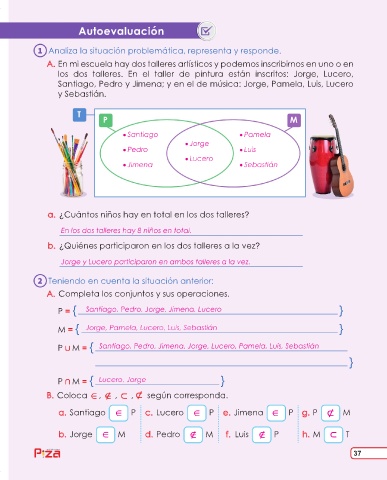 Autoevaluación
1 Analiza la situación problemática, representa y responde.
A. En mi escuela hay dos talleres artísticos y podemos inscribirnos en uno o en
los dos talleres. En el taller de pintura están inscritos: Jorge, Lucero,
Santiago, Pedro y Jimena; y en el de música: Jorge, Pamela, Luis, Lucero
y Sebastián.
T
P
M
• Santiago
• Pedro
• Jimena
• Jorge
• Lucero
• Pamela
• Luis
• Sebastián
a. ¿Cuántos niños hay en total en los dos talleres?
En los dos talleres hay 8 niños en total.
b. ¿Quiénes participaron en los dos talleres a la vez?
Jorge y Lucero participaron en ambos talleres a la vez.
2 Teniendo en cuenta la situación anterior:
A. Completa los conjuntos y sus operaciones.
P = { Santiago, Pedro, Jorge, Jimena, Lucero }
M = { Jorge, Pamela, Lucero, Luis, Sebastián }
P ∪ M = { Santiago, Pedro, Jimena, Jorge, Lucero, Pamela, Luis, Sebastián
}
P ∩ M = { Lucero, Jorge }
B. Coloca ∈ , ∉ , ⊂ , ⊄ según corresponda.
a. Santiago ∈ P c. Lucero ∈ P e. Jimena ∈ P g. P ⊄ M
b. Jorge ∈ M d. Pedro ∉ M f. Luis ∉ P h. M ⊂ T
Pizá
37